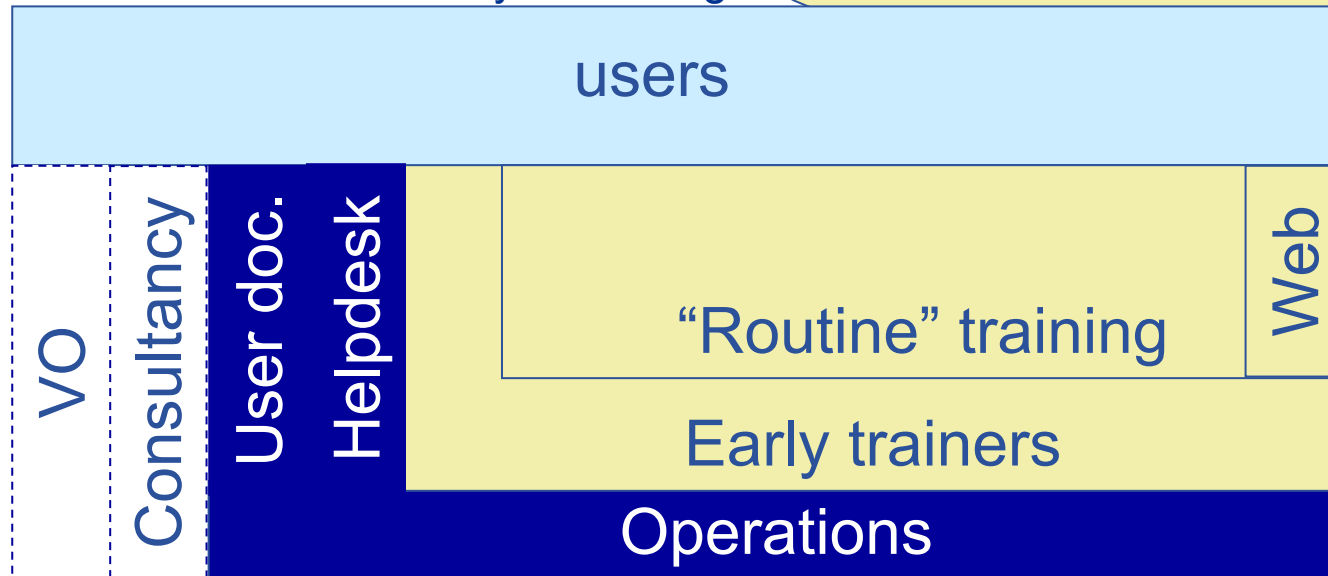 users
VO
Consultancy
User doc.
Helpdesk
“Routine” training
Web
Early trainers
Operations